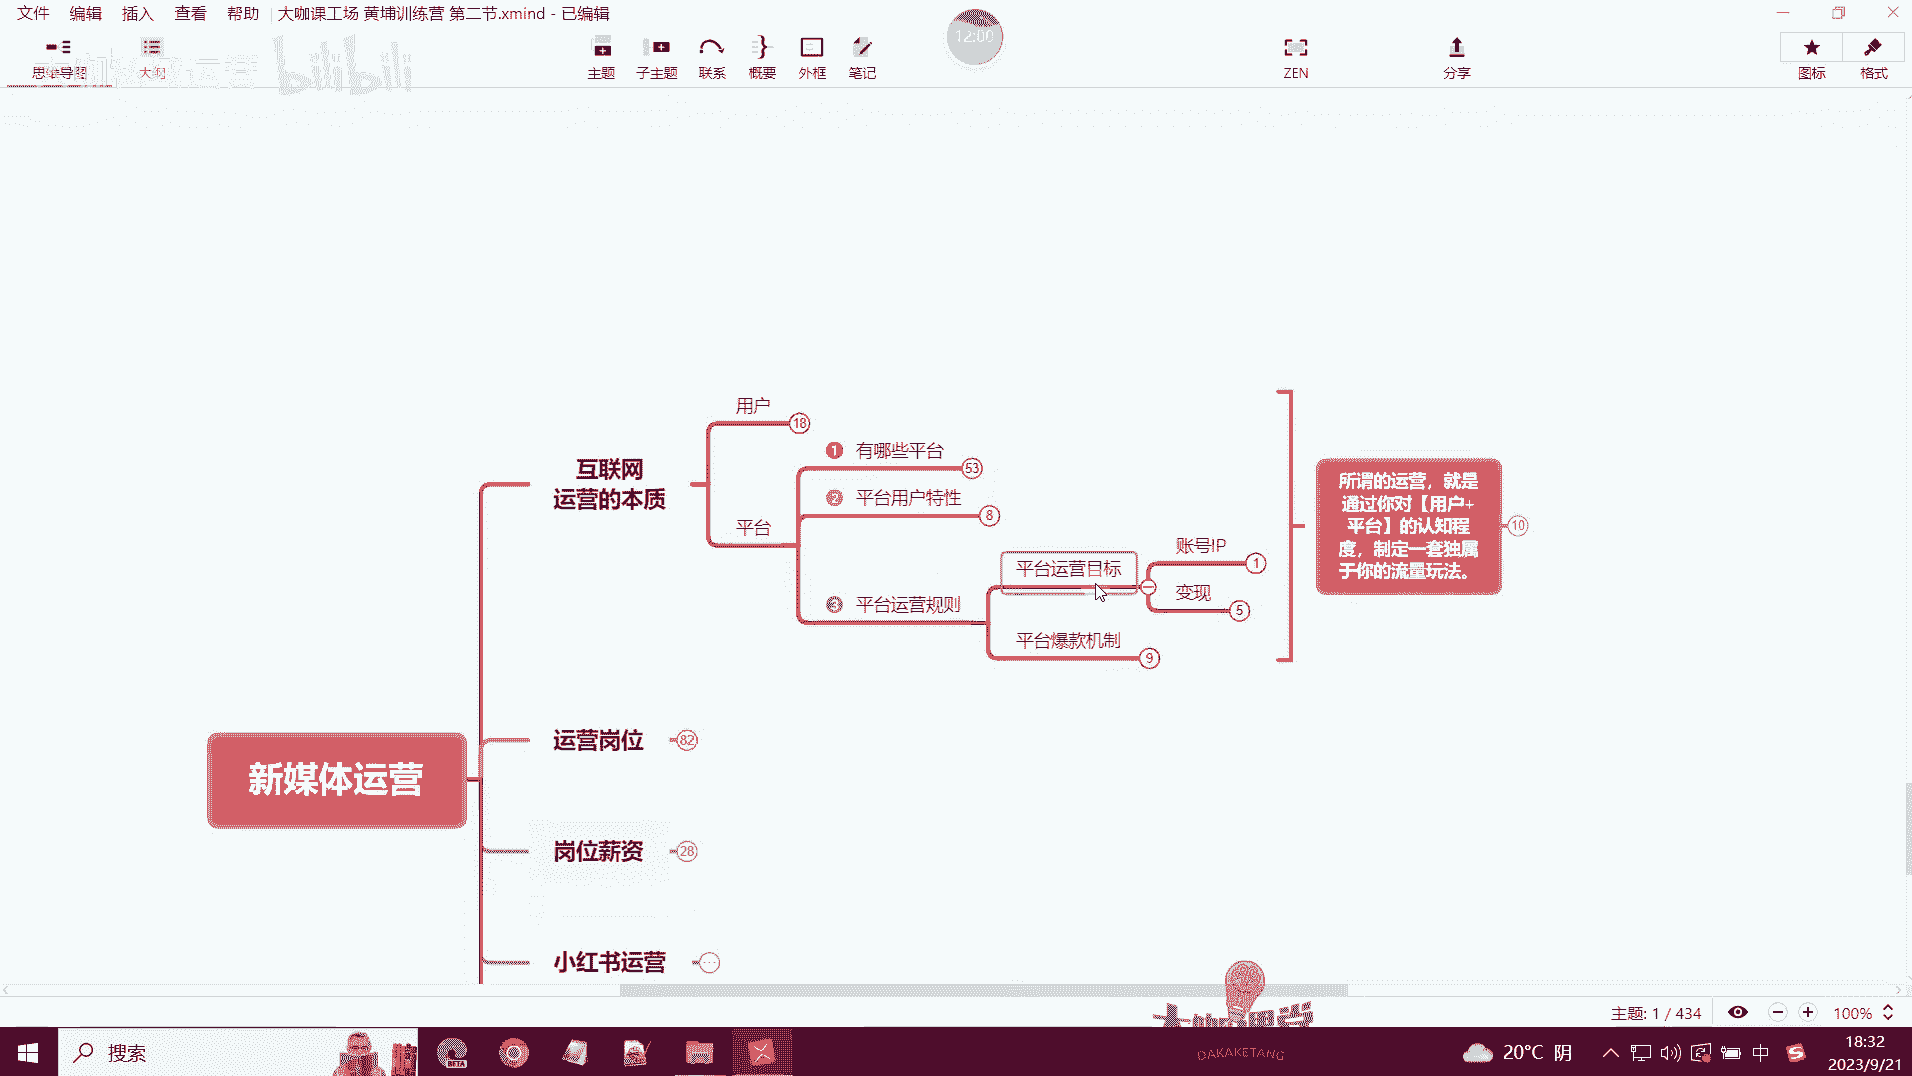 文件 编辑 插入 查看 帮助 大咖课工场 黄埔训练营 第二节.xmind - 已编辑
12:00
bilibili
思维导图 大纲 主题 子主题 联系 概要 外框 笔记 ZEN 分享 图标 格式
用户
18
互联网
运营的本质
1 有哪些平台
53
2 平台用户特性
8
平台
账号IP
1
平台运营目标
变现
5
3 平台运营规则
平台爆款机制
9
所谓的运营，就是
通过你对【用户+
平台】的认知程
度，制定一套独属
于你的流量玩法。
10
运营岗位
82
新媒体运营
岗位薪资
28
小红书运营
DAKAKETANG
主题: 1 / 434
100%
搜索
BETA
20°C 阴
中
18:32
2023/9/21